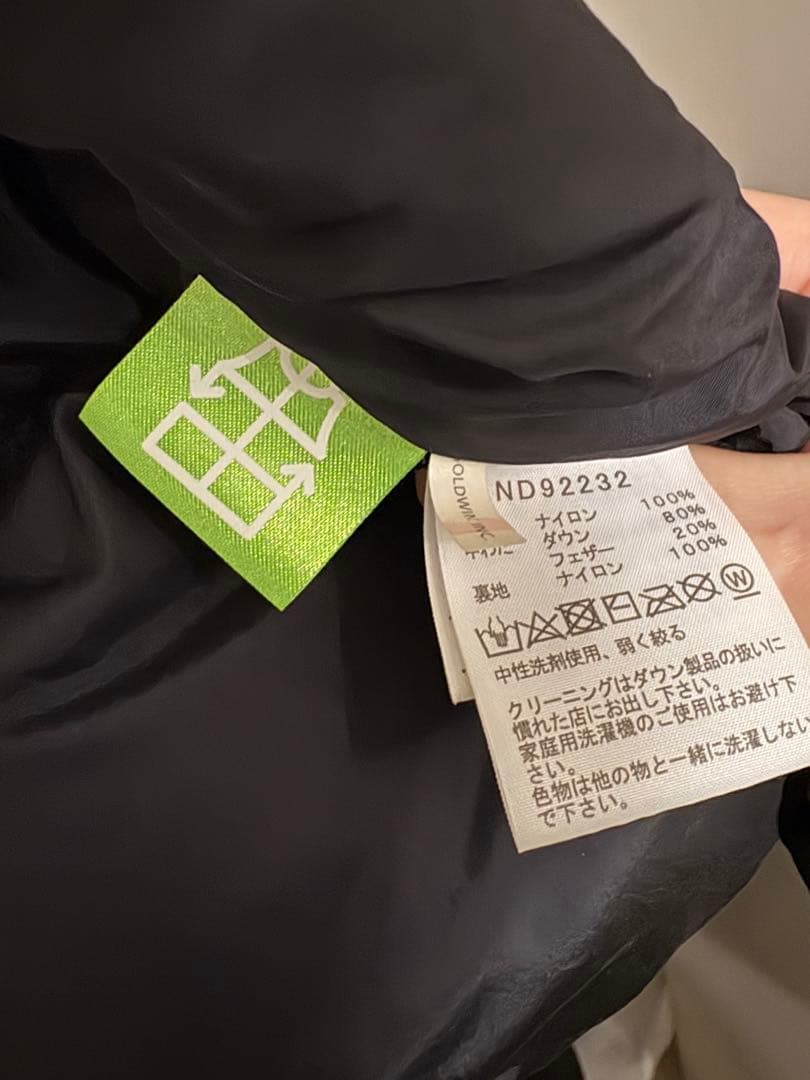 OLDWIN INC
ND92232
ナイロン 100%
中わた ダウン 80%
フェザー 20%
裏地 ナイロン 100%
W
中性洗剤使用、弱く絞る
クリーニングはダウン製品の扱いに
慣れた店にお出し下さい。
家庭用洗濯機のご使用はお避け下
さい。
色物は他の物と一緒に洗濯しない
で下さい。